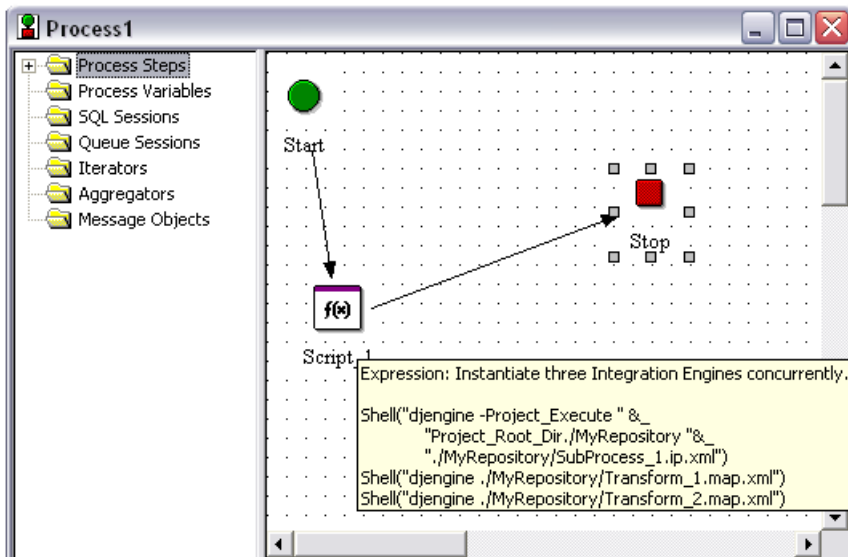 Process1
Process Steps
Process Variables
SQL Sessions
Queue Sessions
Iterators
Aggregators
Message Objects
Start
Stop
f(x)
Script_1
Expression: Instantiate three Integration Engines concurrently.
Shell("djengine -Project_Execute " &_
"Project_Root_Dir./MyRepository "&_
"./MyRepository/SubProcess_1.ip.xml")
Shell("djengine ./MyRepository/Transform_1.map.xml")
Shell("djengine ./MyRepository/Transform_2.map.xml")